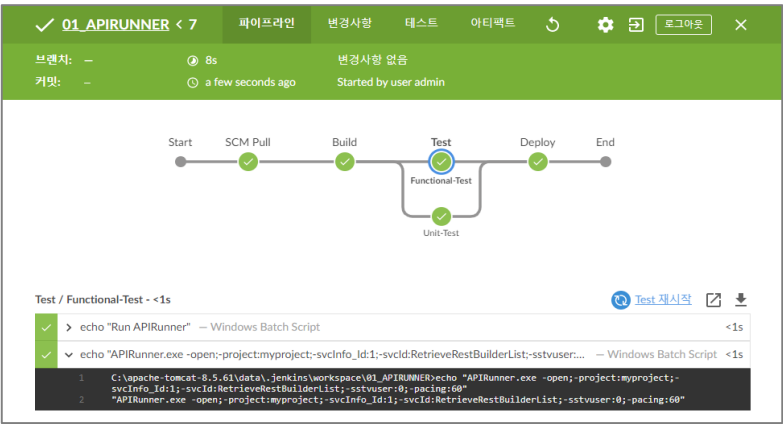 01_APIRUNNER < 7 파이프라인 변경사항 테스트 아티팩트 로그아웃
브랜치: — 8s 변경사항 없음
커밋: — a few seconds ago Started by user admin
Start SCM Pull Build Test Deploy End
Functional-Test
Unit-Test
Test / Functional-Test - <1s Test 재시작
echo "Run APIRunner" — Windows Batch Script <1s
echo "APIRunner.exe -open;-project:myproject;-svcInfo_Id:1;-svcId:RetrieveRestBuilderList;-sstvuser:... — Windows Batch Script <1s
1 C:\apache-tomcat-8.5.61\data\.jenkins\workspace\01_APIRUNNER>echo "APIRunner.exe -open;-project:myproject;-
svcInfo_Id:1;-svcId:RetrieveRestBuilderList;-sstvuser:0;-pacing:60"
2 "APIRunner.exe -open;-project:myproject;-svcInfo_Id:1;-svcId:RetrieveRestBuilderList;-sstvuser:0;-pacing:60"